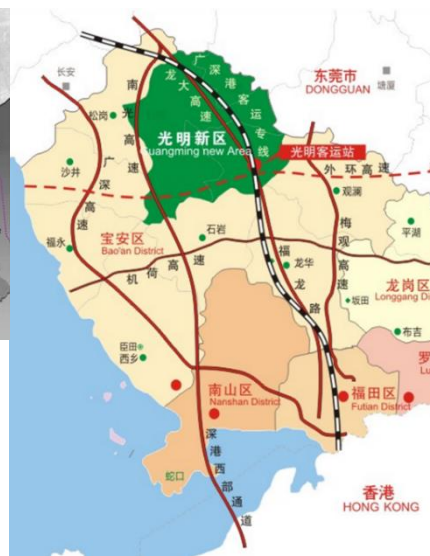 长安
东莞市
DONGGUAN
塘厦
广深港客运专线
龙大高速
南光高速
松岗
光明新区
Guangming new Area
光明客运站
外环高速
沙井
广深高速
观澜
梅观高速
平湖
福永
宝安区
Bao'an District
石岩
机荷高速
福龙路
龙华
龙岗区
Longgang Di
坂田
布吉
臣田
西乡
罗
Lu
南山区
Nanshan District
福田区
Futian District
蛇口
深港西部通道
香港
HONG KONG